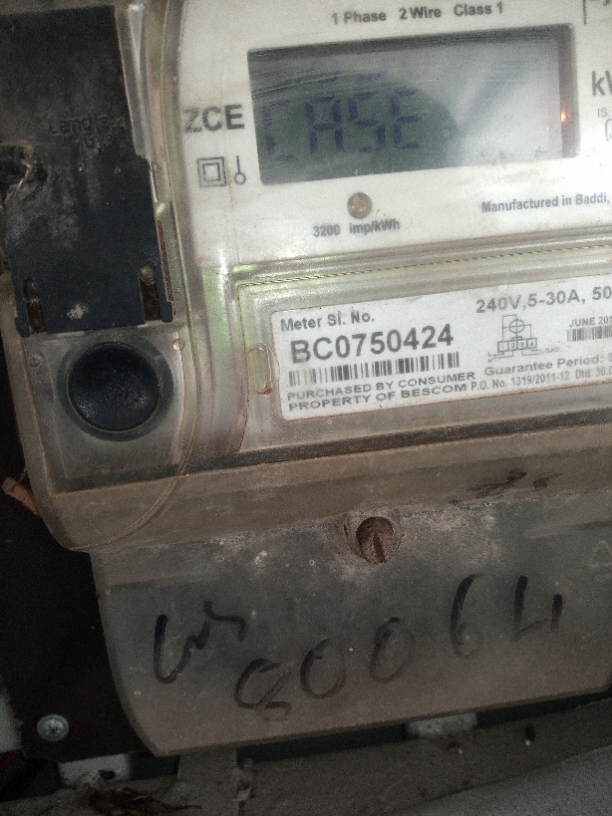 1 Phase 2 Wire Class 1
ZCE
CASE
3200 imp/kWh
Manufactured in Baddi,
Meter Sl. No.
BC0750424
240V,5-30A, 50
JUNE 201
Guarantee Period:
PURCHASED BY CONSUMER
PROPERTY OF BESCOM
P.O. No. 1319/2011-12 Dtd. 30.0